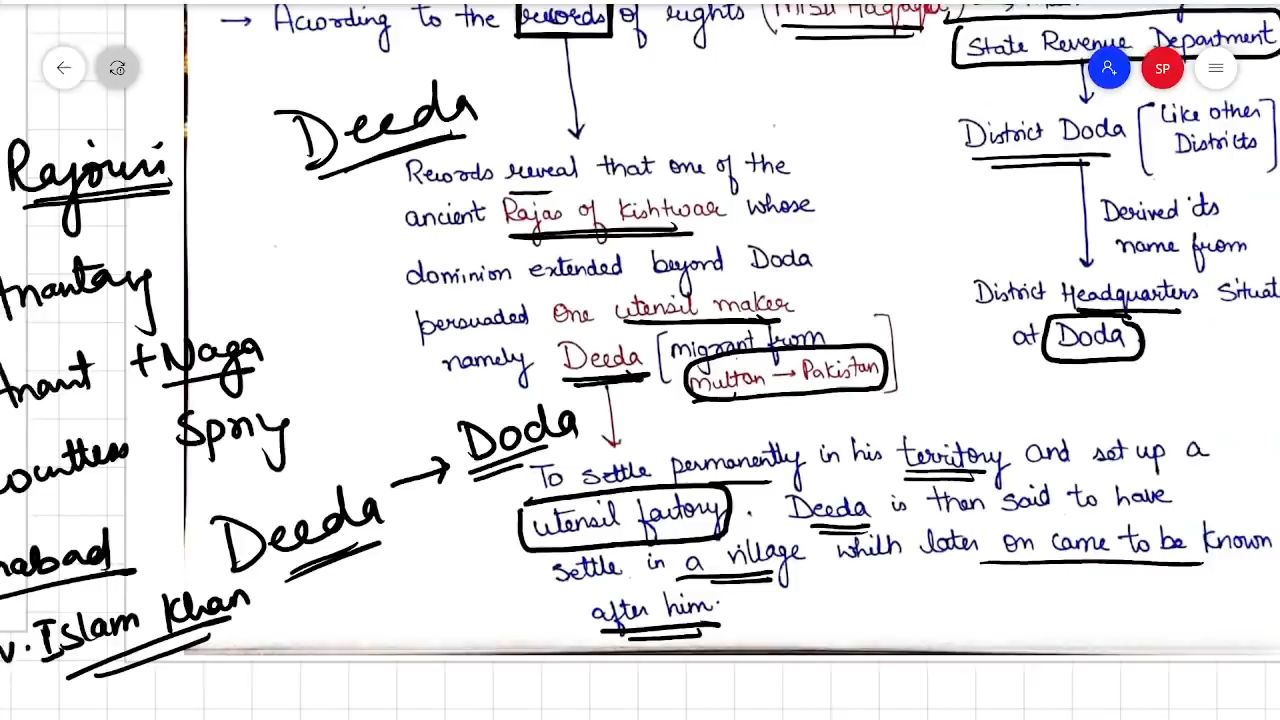 → According to the records of rights (Misli Haqaqat)
State Revenue Department
SP
Deeda
District Doda [Like other
Districts]
Rajouri
Records reveal that one of the
ancient Rajas of Kishtwar whose
dominion extended beyond Doda
persuaded One utensil maker
namely Deeda [migrant from
Multan → Pakistan]
Derived its
name from
District Headquarters Situat
at Doda
+ Naga
Spring
Doda
Deeda →
To settle permanently in his territory and set up a
utensil factory. Deeda is then said to have
settle in a village which later on came to be known
after him.
Islam Khan